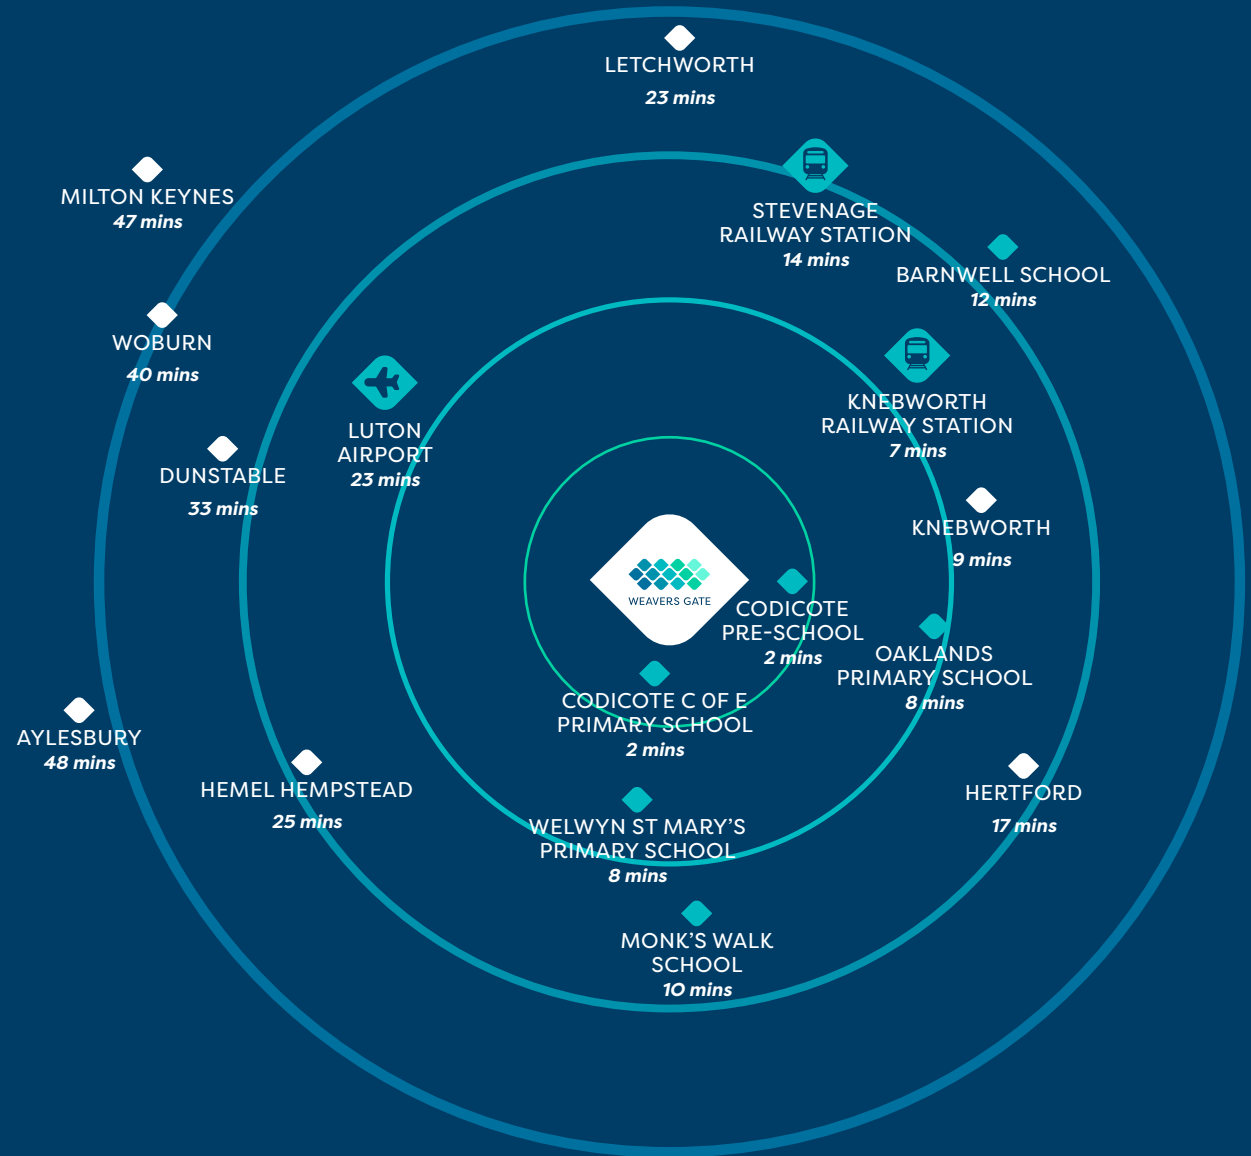 LETCHWORTH
23 mins
MILTON KEYNES
47 mins
STEVENAGE
RAILWAY STATION
14 mins
BARNWELL SCHOOL
12 mins
WOBURN
40 mins
KNEBWORTH
RAILWAY STATION
7 mins
LUTON
AIRPORT
23 mins
DUNSTABLE
33 mins
KNEBWORTH
9 mins
WEAVERS GATE
CODICOTE
PRE-SCHOOL
2 mins
OAKLANDS
PRIMARY SCHOOL
8 mins
CODICOTE C 0F E
PRIMARY SCHOOL
2 mins
AYLESBURY
48 mins
HEMEL HEMPSTEAD
25 mins
HERTFORD
17 mins
WELWYN ST MARY’S
PRIMARY SCHOOL
8 mins
MONK’S WALK
SCHOOL
10 mins